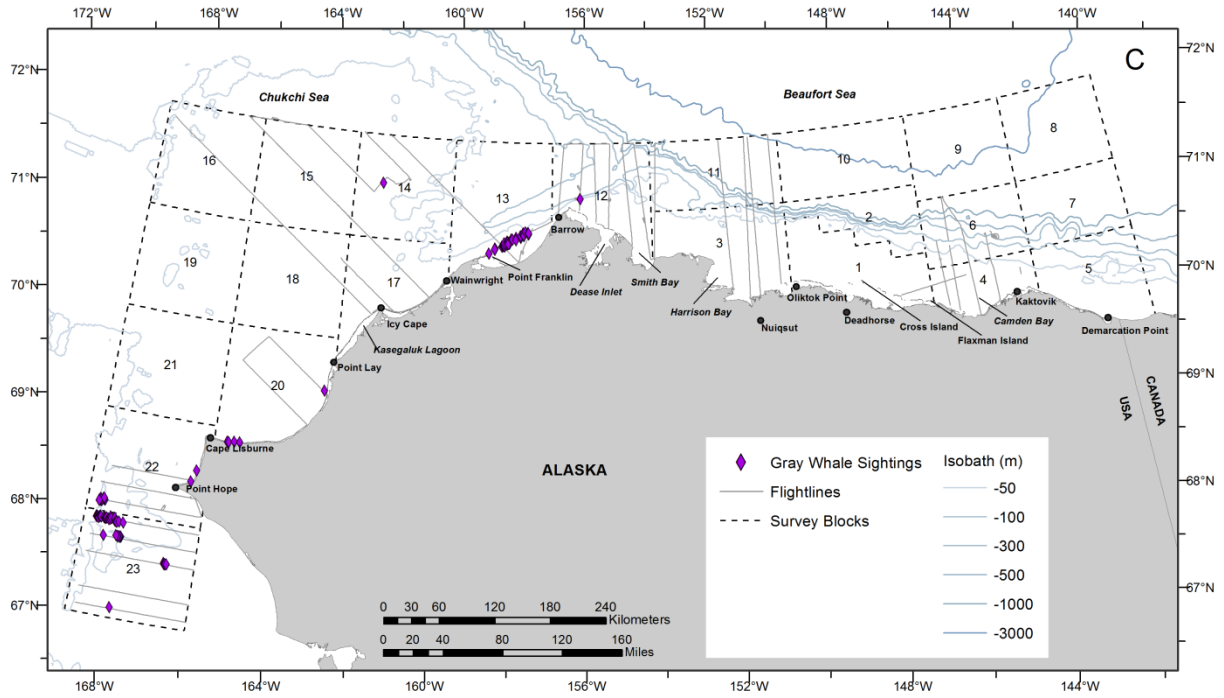 172°W 168°W 164°W 160°W 156°W 152°W 148°W 144°W 140°W
72°N
71°N
70°N
69°N
68°N
67°N
72°N
71°N
70°N
69°N
68°N
67°N
168°W 164°W 160°W 156°W 152°W 148°W 144°W
C
Chukchi Sea
Beaufort Sea
16
15
14
13
12
11
10
9
8
19
18
17
3
2
1
6
7
4
5
21
20
22
23
Barrow
Wainwright
Point Franklin
Dease Inlet
Smith Bay
Harrison Bay
Icy Cape
Kasegaluk Lagoon
Point Lay
Cape Lisburne
Point Hope
Oliktok Point
Nuiqsut
Deadhorse
Cross Island
Flaxman Island
Camden Bay
Kaktovik
Demarcation Point
USA
CANADA
ALASKA
Gray Whale Sightings
Flightlines
Survey Blocks
Isobath (m)
-50
-100
-300
-500
-1000
-3000
0 30 60 120 180 240
Kilometers
0 20 40 80 120 160
Miles